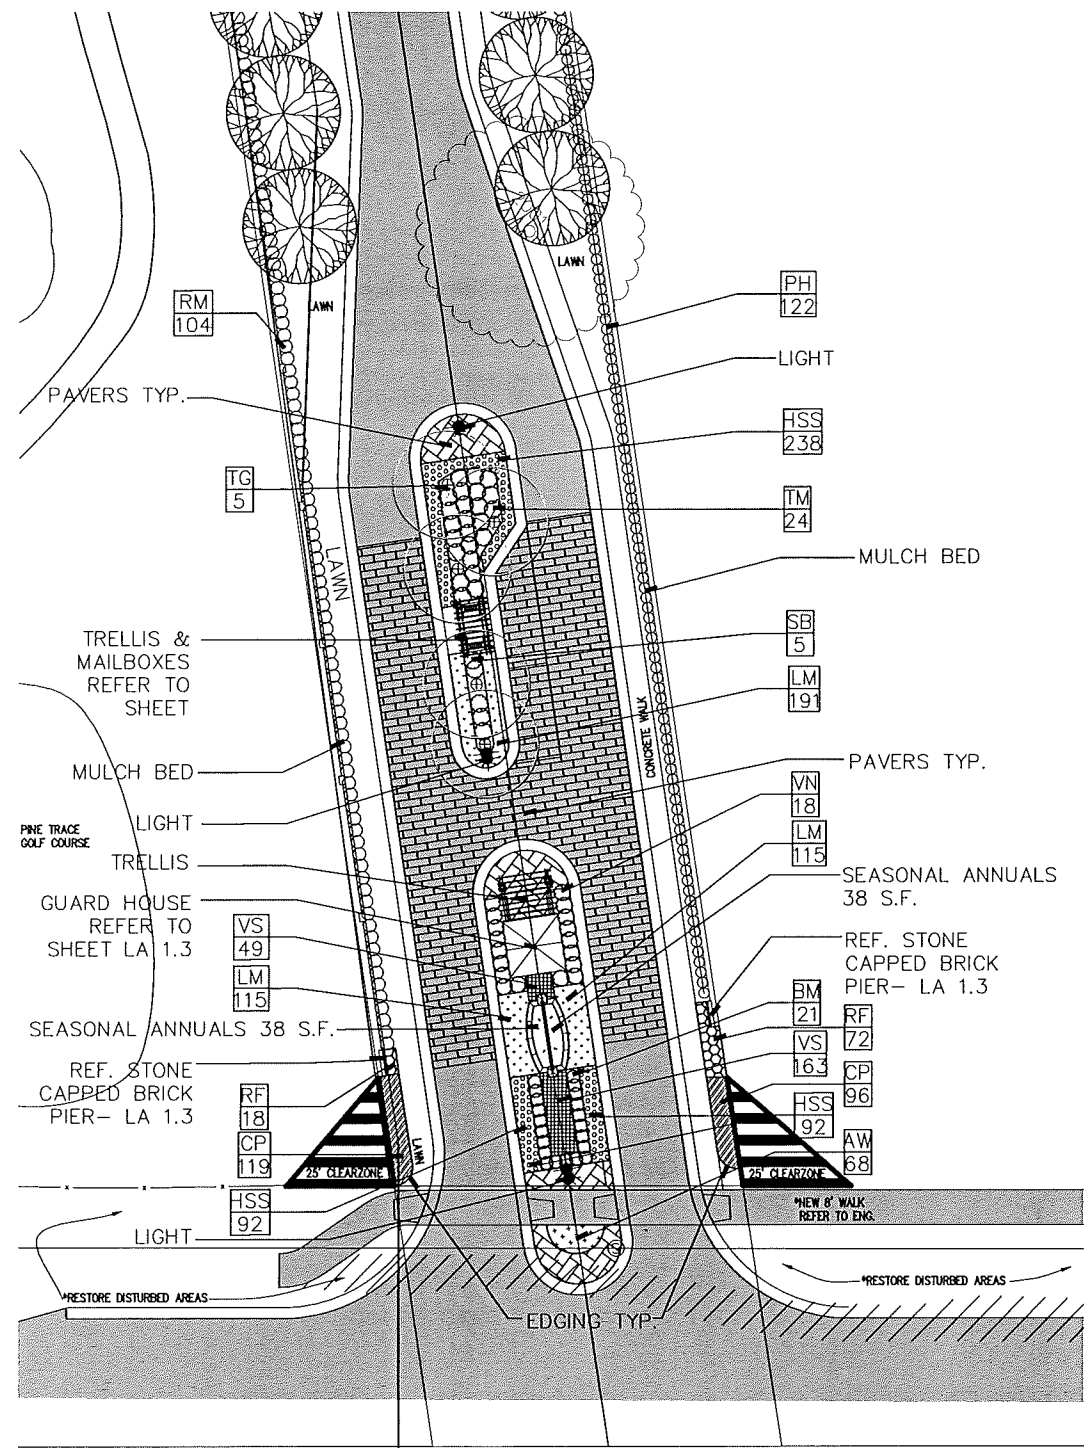 LAWN
PH
122
RM
104
LAWN
LIGHT
PAVERS TYP.
HSS
238
TG
5
TM
24
MULCH BED
LAWN
SB
5
TRELLIS &
MAILBOXES
REFER TO
SHEET
LM
191
CONCRETE WALK
MULCH BED
PAVERS TYP.
VN
18
LIGHT
PINE TRACE
GOLF COURSE
LM
115
TRELLIS
SEASONAL ANNUALS
38 S.F.
GUARD HOUSE
REFER TO
SHEET LA 1.3
VS
49
REF. STONE
CAPPED BRICK
PIER- LA 1.3
LM
115
BM
21
RF
72
SEASONAL ANNUALS 38 S.F.
VS
163
REF. STONE
CAPPED BRICK
PIER- LA 1.3
CP
96
RF
18
HSS
92
CP
119
LAWN
AW
68
25' CLEARZONE
25' CLEARZONE
HSS
92
*NEW 8' WALK
REFER TO ENG.
LIGHT
*RESTORE DISTURBED AREAS
*RESTORE DISTURBED AREAS
EDGING TYP.